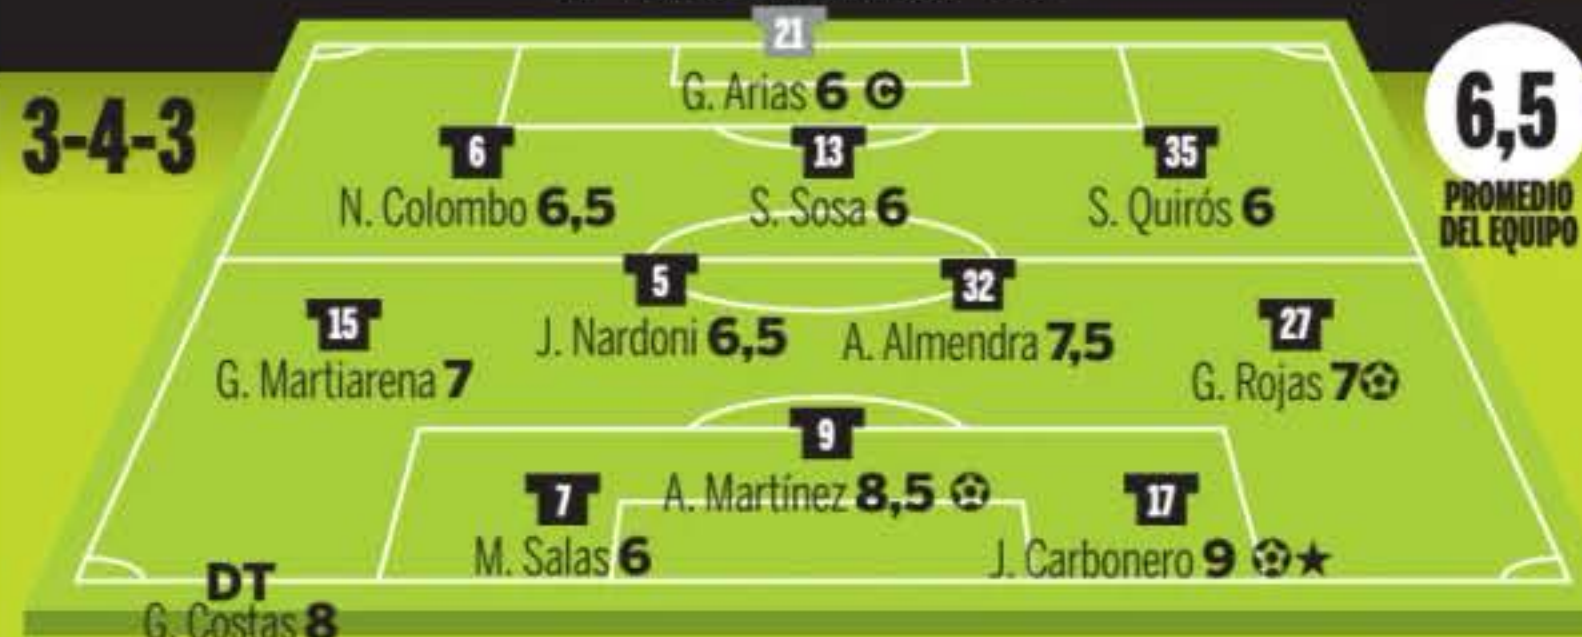 21
G. Arias 6 ©
3-4-3
6,5
PROMEDIO
DEL EQUIPO
6
N. Colombo 6,5
13
S. Sosa 6
35
S. Quirós 6
15
G. Martiarena 7
5
J. Nardoni 6,5
32
A. Almendra 7,5
27
G. Rojas 7
7
M. Salas 6
9
A. Martínez 8,5
17
J. Carbonero 9 ★
DT
G. Costas 8